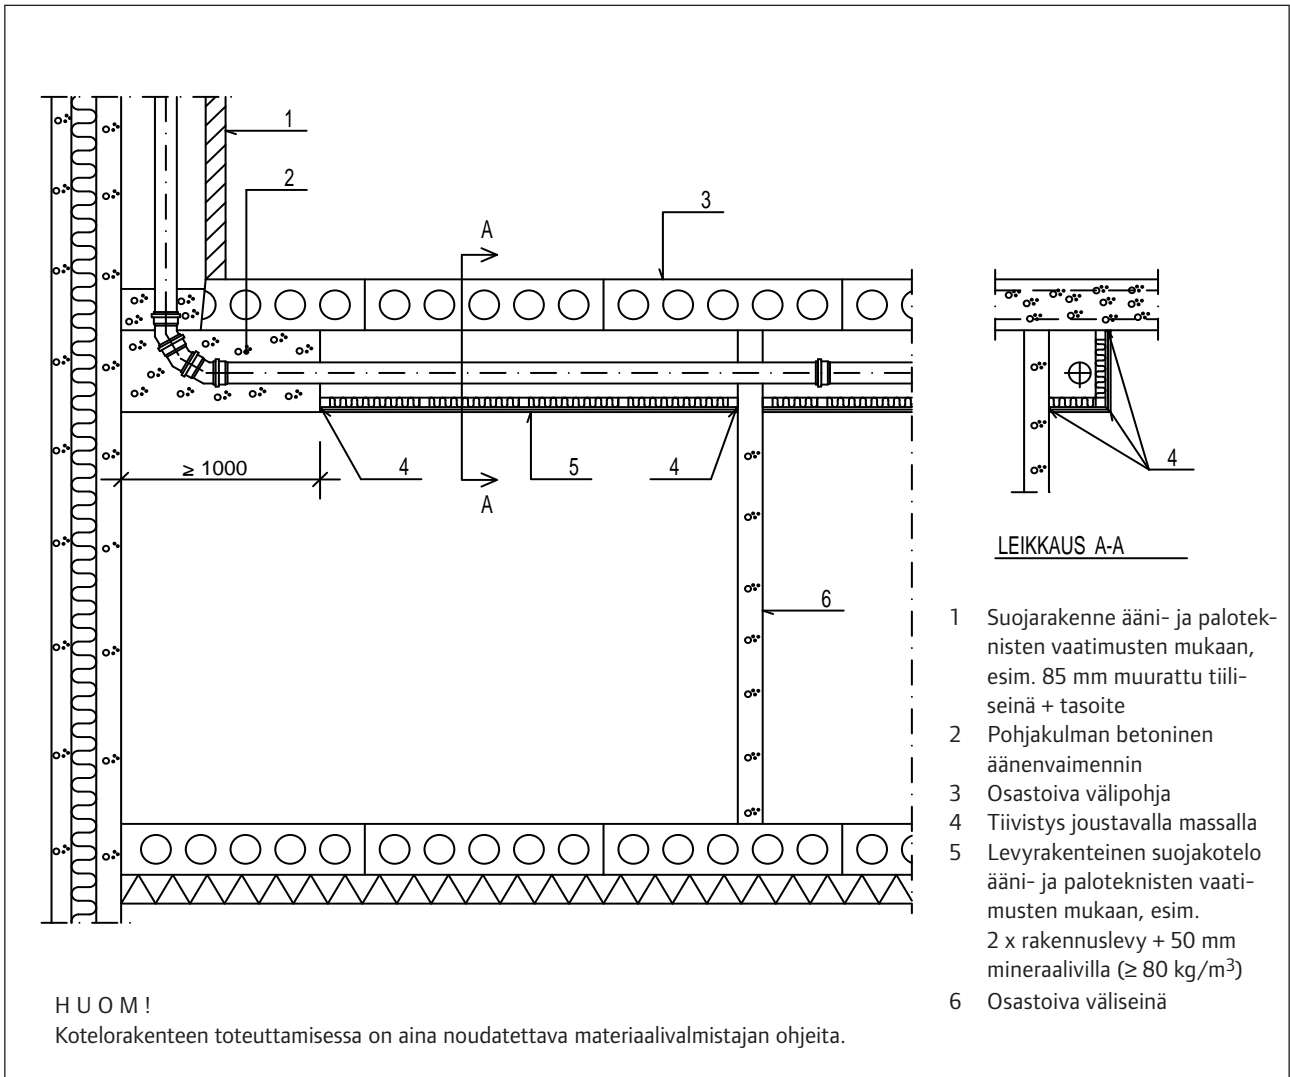 1
2
3
A
A
≥ 1000
4
5
4
6
4
LEIKKAUS A-A
1 Suojarakenne ääni- ja palotek-
nisten vaatimusten mukaan,
esim. 85 mm muurattu tiili-
seinä + tasoite
2 Pohjakulman betoninen
äänenvaimennin
3 Osastoiva välipohja
4 Tiivistys joustavalla massalla
5 Levyrakenteinen suojakotelo
ääni- ja paloteknisten vaati-
musten mukaan, esim.
2 x rakennuslevy + 50 mm
mineraalivilla (≥ 80 kg/m³)
6 Osastoiva väliseinä
H U O M !
Kotelorakenteen toteuttamisessa on aina noudatettava materiaalivalmistajan ohjeita.